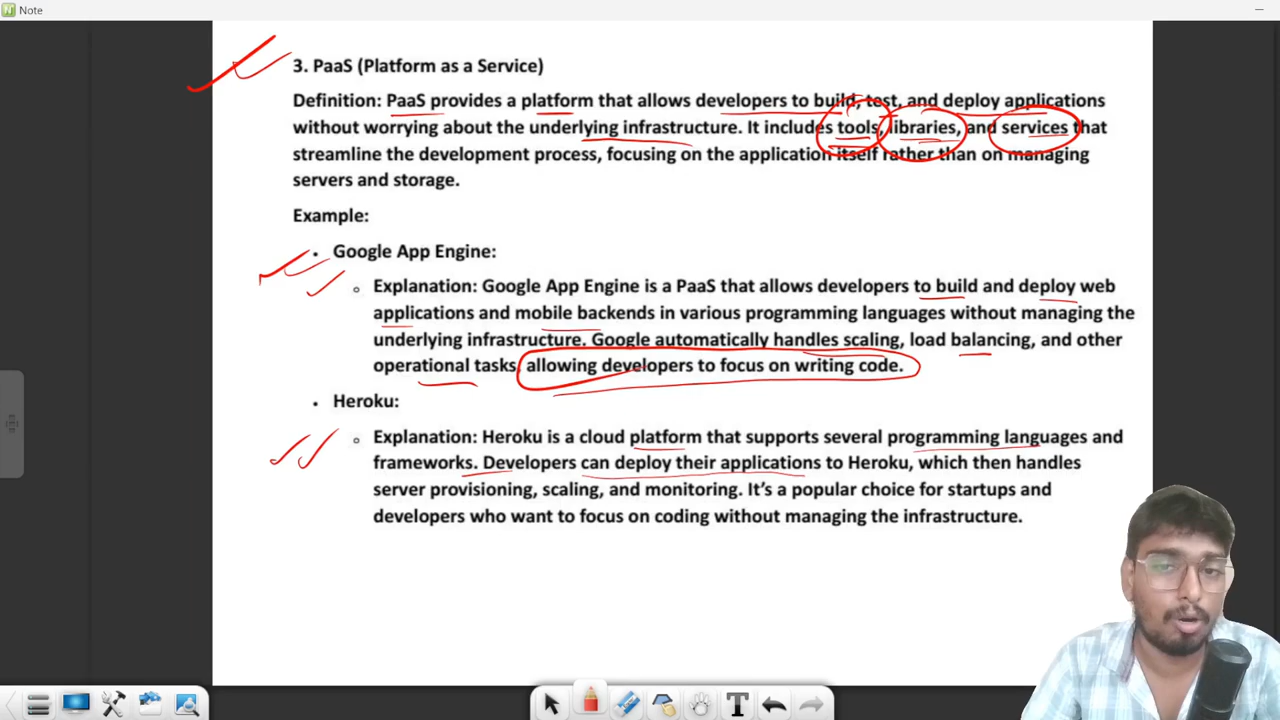 Note
3. PaaS (Platform as a Service)
Definition: PaaS provides a platform that allows developers to build, test, and deploy applications
without worrying about the underlying infrastructure. It includes tools, libraries, and services that
streamline the development process, focusing on the application itself rather than on managing
servers and storage.
Example:
• Google App Engine:
o Explanation: Google App Engine is a PaaS that allows developers to build and deploy web
applications and mobile backends in various programming languages without managing the
underlying infrastructure. Google automatically handles scaling, load balancing, and other
operational tasks, allowing developers to focus on writing code.
• Heroku:
o Explanation: Heroku is a cloud platform that supports several programming languages and
frameworks. Developers can deploy their applications to Heroku, which then handles
server provisioning, scaling, and monitoring. It’s a popular choice for startups and
developers who want to focus on coding without managing the infrastructure.
T